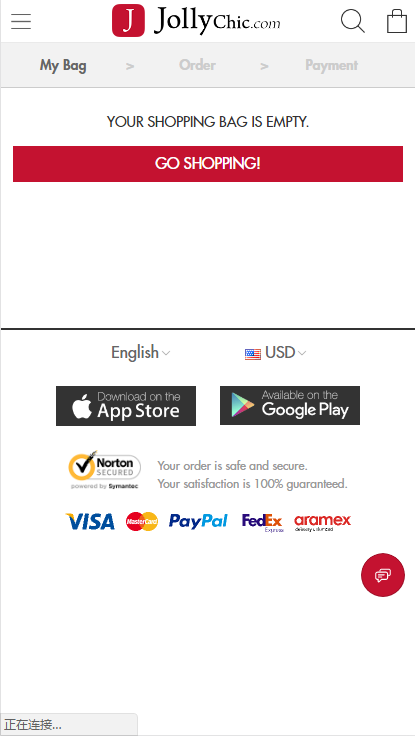 J JOLLYCHIC.com
My Bag > Order > Payment
YOUR SHOPPING BAG IS EMPTY.
GO SHOPPING!
English USD
Download on the
App Store
Available on the
Google Play
Norton
SECURED
powered by Symantec
Your order is safe and secure.
Your satisfaction is 100% guaranteed.
VISA MasterCard PayPal FedEx Express aramex
delivery unlimited
正在连接...